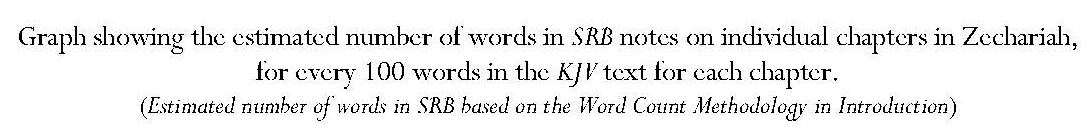 Graph showing the estimated number of words in SRB notes on individual chapters in Zechariah,
for every 100 words in the KJV text for each chapter.
(Estimated number of words in SRB based on the Word Count Methodology in Introduction)